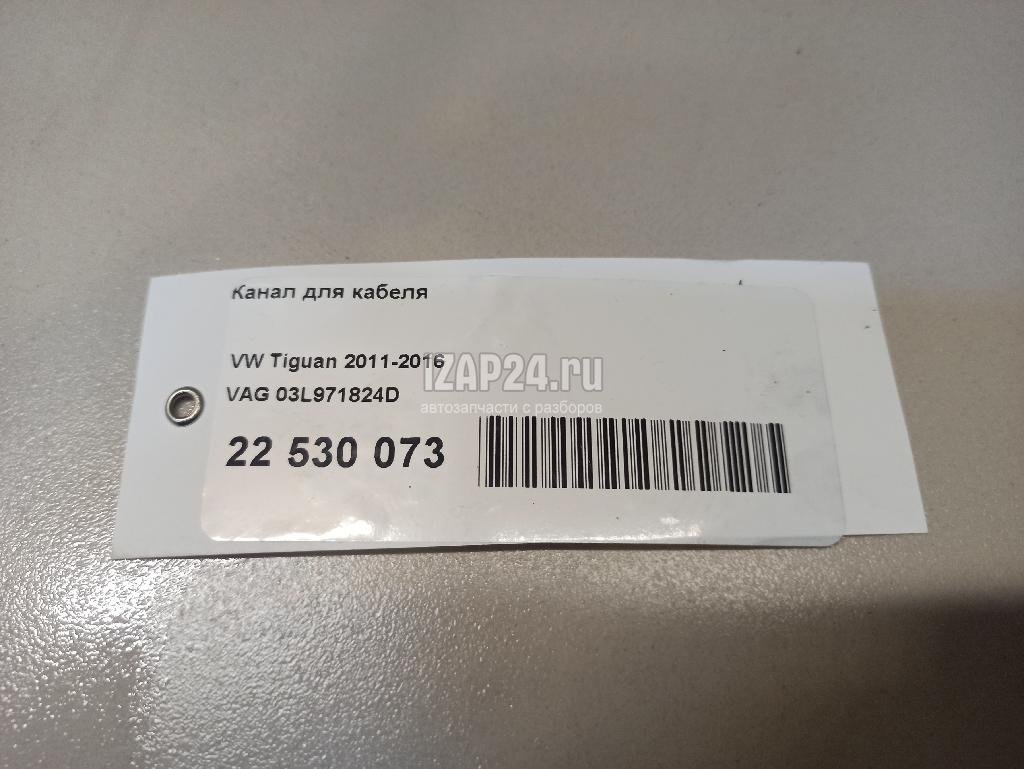 Канал для кабеля
VW Tiguan 2011-2016
VAG 03L971824D
22 530 073
iZAP24.ru
автозапчасти с разборов